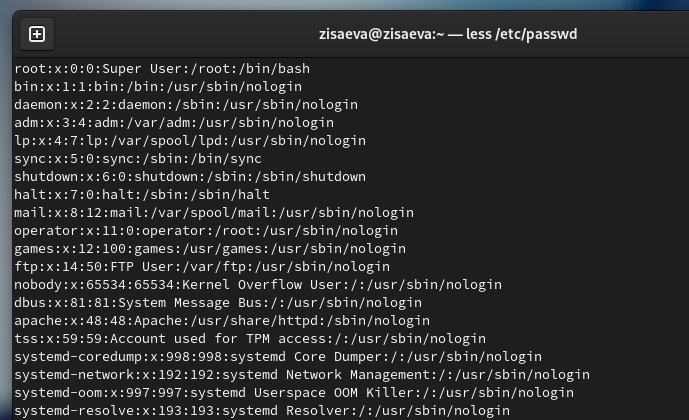 zisaeva@zisaeva:~ — less /etc/passwd
root:x:0:0:Super User:/root:/bin/bash
bin:x:1:1:bin:/bin:/usr/sbin/nologin
daemon:x:2:2:daemon:/sbin:/usr/sbin/nologin
adm:x:3:4:adm:/var/adm:/usr/sbin/nologin
lp:x:4:7:lp:/var/spool/lpd:/usr/sbin/nologin
sync:x:5:0:sync:/sbin:/bin/sync
shutdown:x:6:0:shutdown:/sbin:/sbin/shutdown
halt:x:7:0:halt:/sbin:/sbin/halt
mail:x:8:12:mail:/var/spool/mail:/usr/sbin/nologin
operator:x:11:0:operator:/root:/usr/sbin/nologin
games:x:12:100:games:/usr/games:/usr/sbin/nologin
ftp:x:14:50:FTP User:/var/ftp:/usr/sbin/nologin
nobody:x:65534:65534:Kernel Overflow User:/:/usr/sbin/nologin
dbus:x:81:81:System Message Bus:/:/usr/sbin/nologin
apache:x:48:48:Apache:/usr/share/httpd:/sbin/nologin
tss:x:59:59:Account used for TPM access:/:/usr/sbin/nologin
systemd-coredump:x:998:998:systemd Core Dumper:/:/usr/sbin/nologin
systemd-network:x:192:192:systemd Network Management:/:/usr/sbin/nologin
systemd-oom:x:997:997:systemd Userspace OOM Killer:/:/usr/sbin/nologin
systemd-resolve:x:193:193:systemd Resolver:/:/usr/sbin/nologin